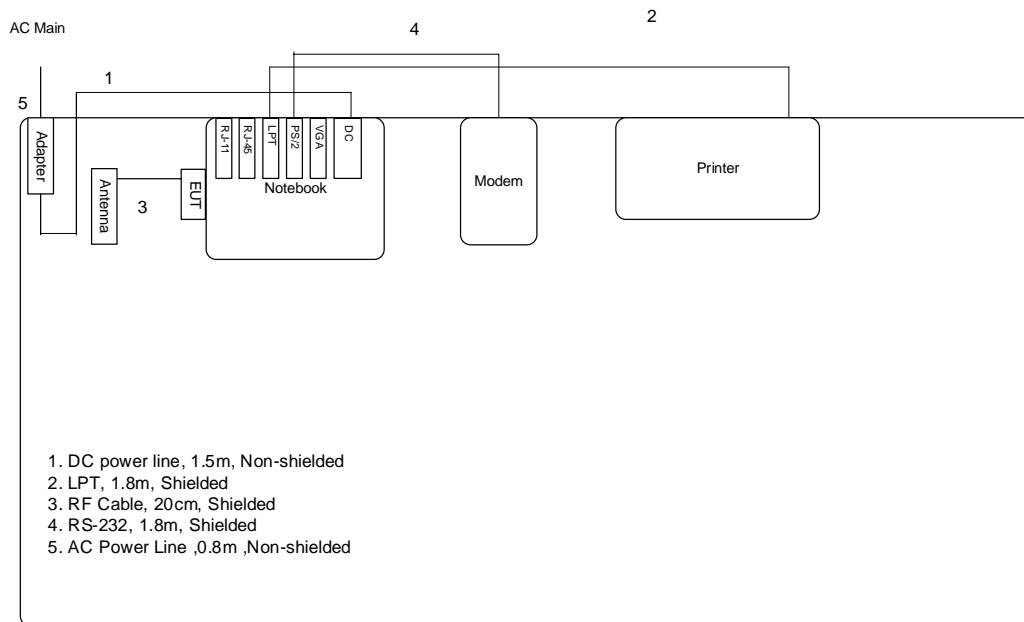 2
AC Main
4
1
5
Adapter
RJ-11
RJ-45
LPT
PS/2
VGA
DC
Antenna
3
EUT
Notebook
Modem
Printer
1. DC power line, 1.5m, Non-shielded
2. LPT, 1.8m, Shielded
3. RF Cable, 20cm, Shielded
4. RS-232, 1.8m, Shielded
5. AC Power Line ,0.8m ,Non-shielded